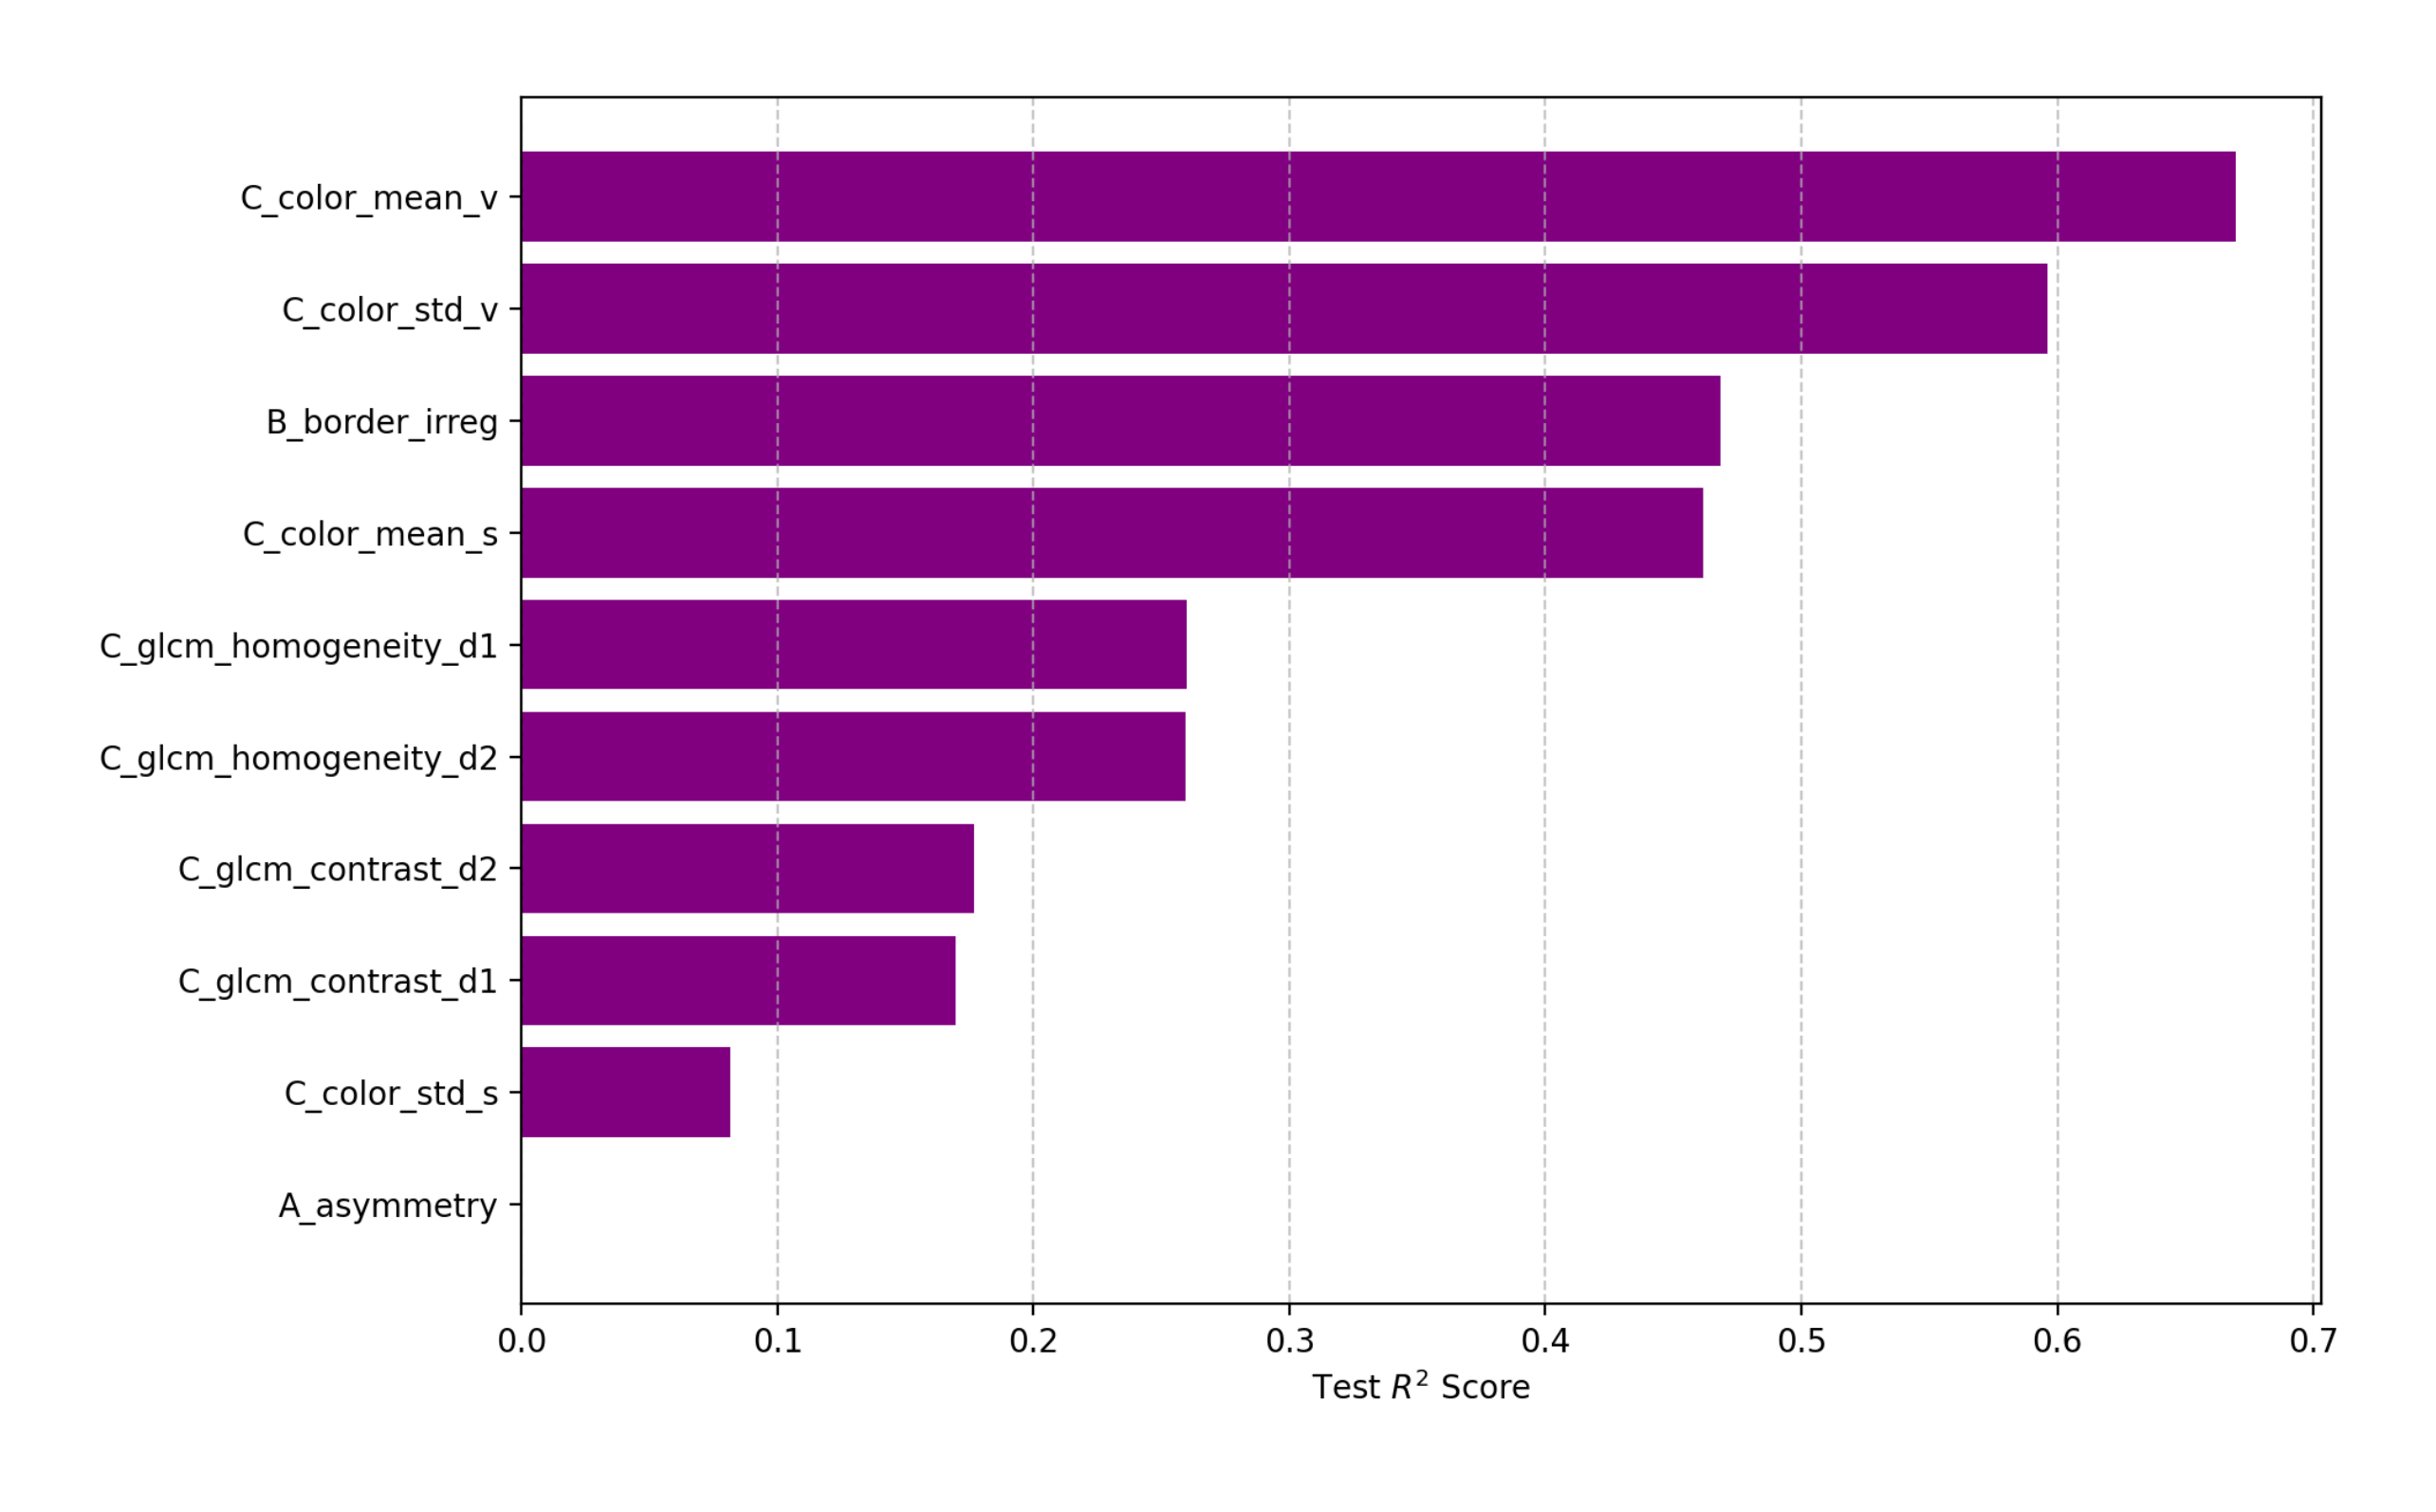 C_color_mean_v
C_color_std_v
B_border_irreg
C_color_mean_s
C_glcm_homogeneity_d1
C_glcm_homogeneity_d2
C_glcm_contrast_d2
C_glcm_contrast_d1
C_color_std_s
A_asymmetry
0.0 0.1 0.2 0.3 0.4 0.5 0.6 0.7
Test R² Score